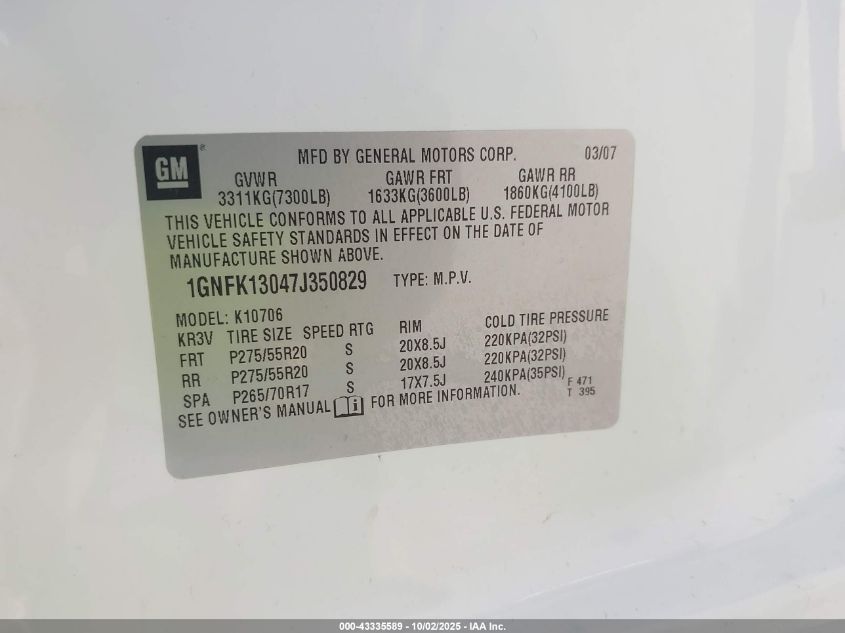 GM® MFD BY GENERAL MOTORS CORP. 03/07
GVWR GAWR FRT GAWR RR
3311KG(7300LB) 1633KG(3600LB) 1860KG(4100LB)
THIS VEHICLE CONFORMS TO ALL APPLICABLE U.S. FEDERAL MOTOR
VEHICLE SAFETY STANDARDS IN EFFECT ON THE DATE OF
MANUFACTURE SHOWN ABOVE.
1GNFK13047J350829 TYPE: M.P.V.
MODEL: K10706
KR3V TIRE SIZE SPEED RTG RIM COLD TIRE PRESSURE
FRT P275/55R20 S 20X8.5J 220KPA(32PSI)
RR P275/55R20 S 20X8.5J 220KPA(32PSI)
SPA P265/70R17 S 17X7.5J 240KPA(35PSI)
SEE OWNER'S MANUAL i FOR MORE INFORMATION.
F 471
T 395
000-43335589 - 10/02/2025 - IAA Inc.